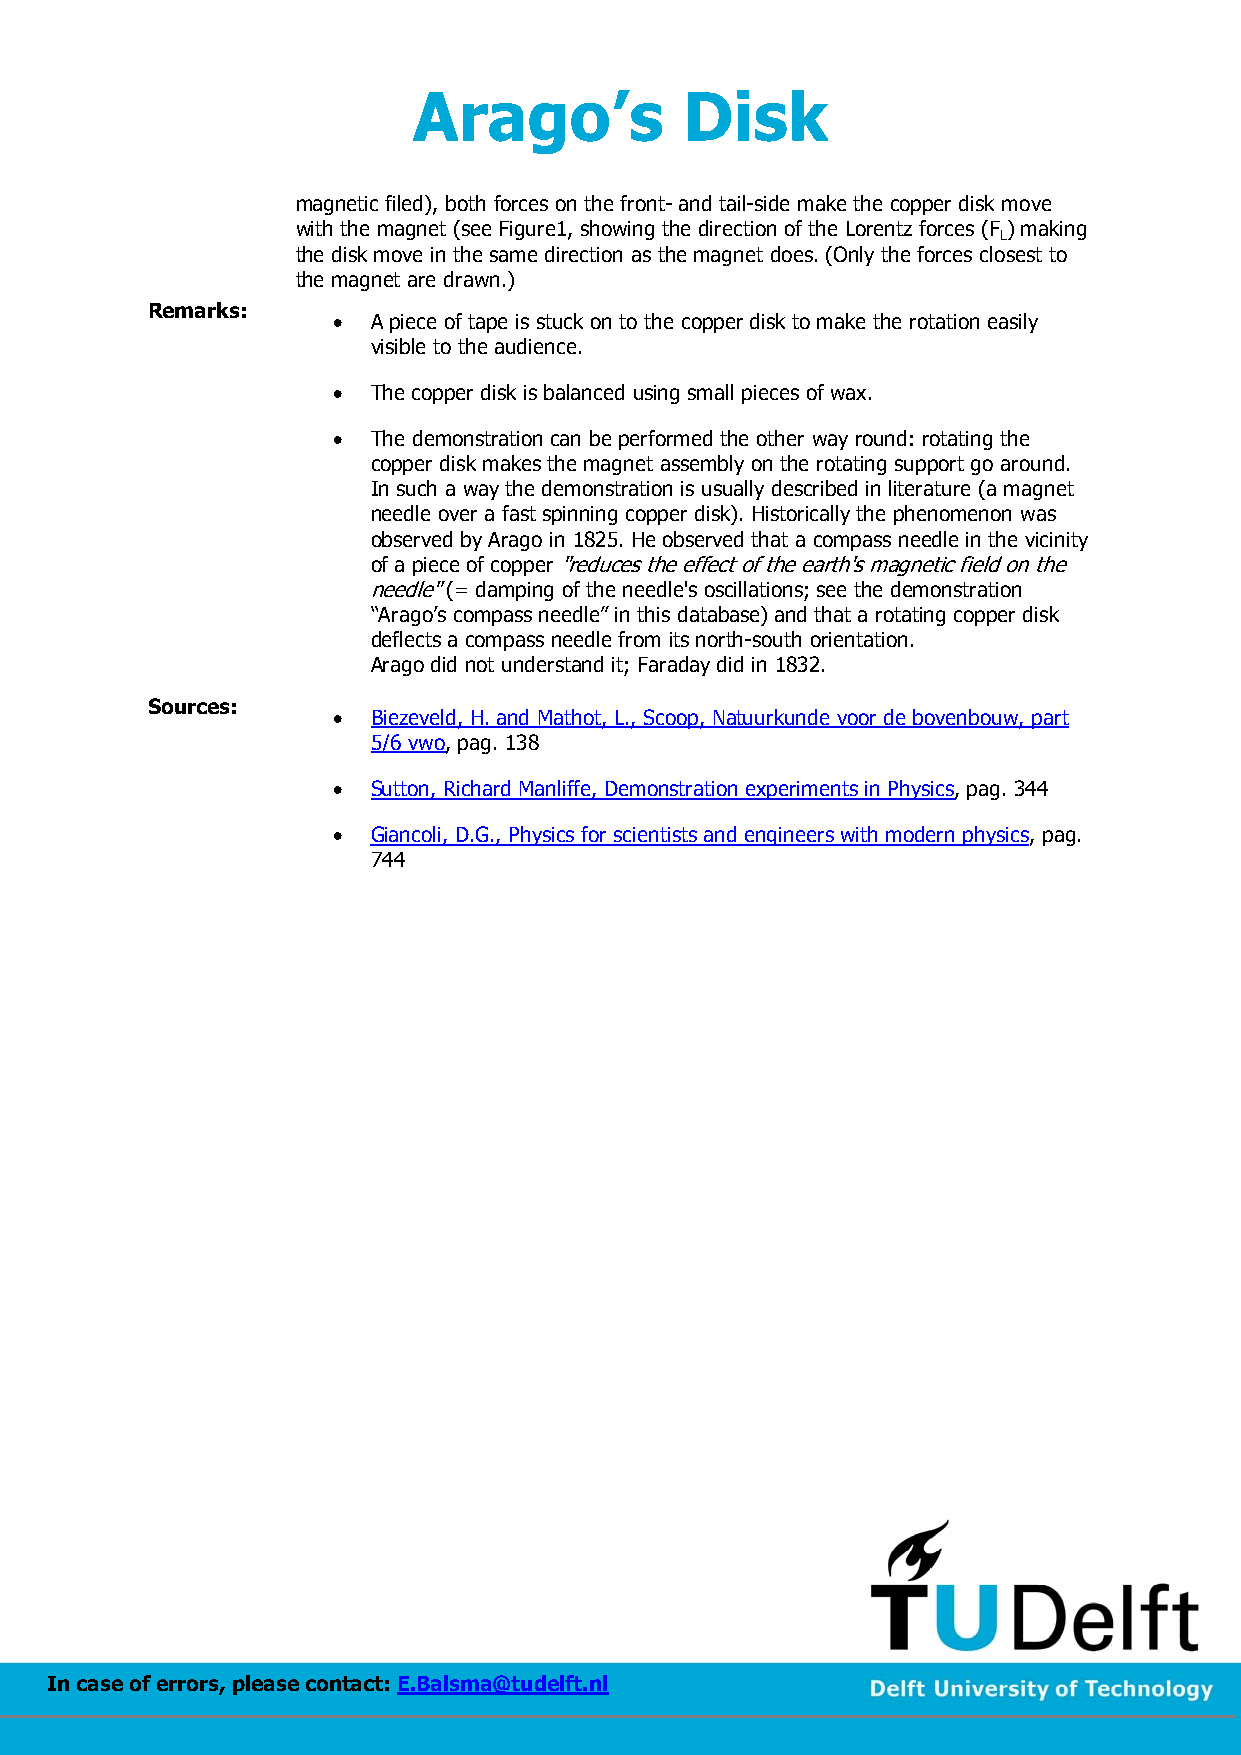 Arago’s Disk
magnetic filed), both forces on the front- and tail-side make the copper disk move
with the magnet (see Figure1, showing the direction of the Lorentz forces (FL) making
the disk move in the same direction as the magnet does. (Only the forces closest to
the magnet are drawn.)
Remarks:
• A piece of tape is stuck on to the copper disk to make the rotation easily
visible to the audience.
• The copper disk is balanced using small pieces of wax.
• The demonstration can be performed the other way round: rotating the
copper disk makes the magnet assembly on the rotating support go around.
In such a way the demonstration is usually described in literature (a magnet
needle over a fast spinning copper disk). Historically the phenomenon was
observed by Arago in 1825. He observed that a compass needle in the vicinity
of a piece of copper "reduces the effect of the earth's magnetic field on the
needle" (= damping of the needle's oscillations; see the demonstration
“Arago’s compass needle” in this database) and that a rotating copper disk
deflects a compass needle from its north-south orientation.
Arago did not understand it; Faraday did in 1832.
Sources:
• Biezeveld, H. and Mathot, L., Scoop, Natuurkunde voor de bovenbouw, part
5/6 vwo, pag. 138
• Sutton, Richard Manliffe, Demonstration experiments in Physics, pag. 344
• Giancoli, D.G., Physics for scientists and engineers with modern physics, pag.
744
TUDelft
In case of errors, please contact: E.Balsma@tudelft.nl
Delft University of Technology